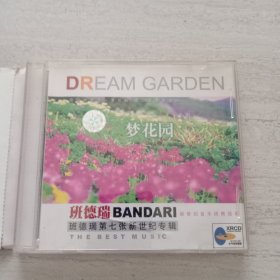 DREAM GARDEN
梦花园
班德瑞 BANDARI
班德瑞第七张新世纪专辑
THE BEST MUSIC
XRCD